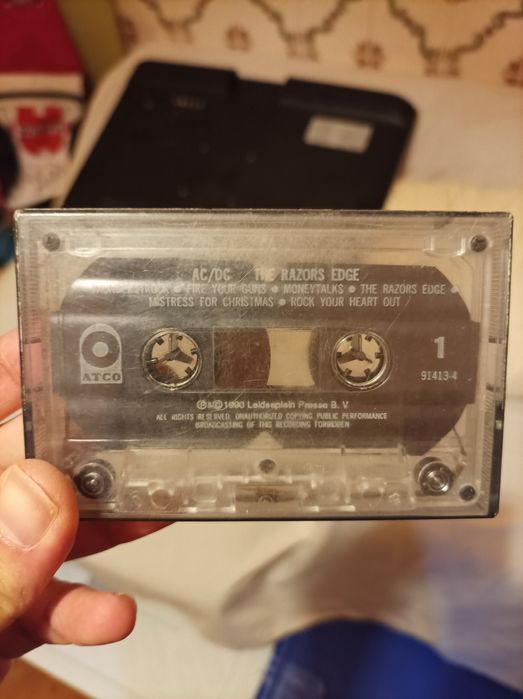 AC/DC THE RAZORS EDGE
THUNDERSTRUCK • FIRE YOUR GUNS • MONEYTALKS • THE RAZORS EDGE •
MISTRESS FOR CHRISTMAS • ROCK YOUR HEART OUT
1
ATCO
91413-4
℗&©1990 Leidseplein Presse B. V.
ALL RIGHTS RESERVED. UNAUTHORIZED COPYING PUBLIC PERFORMANCE
BROADCASTING OF THIS RECORDING FORBIDDEN